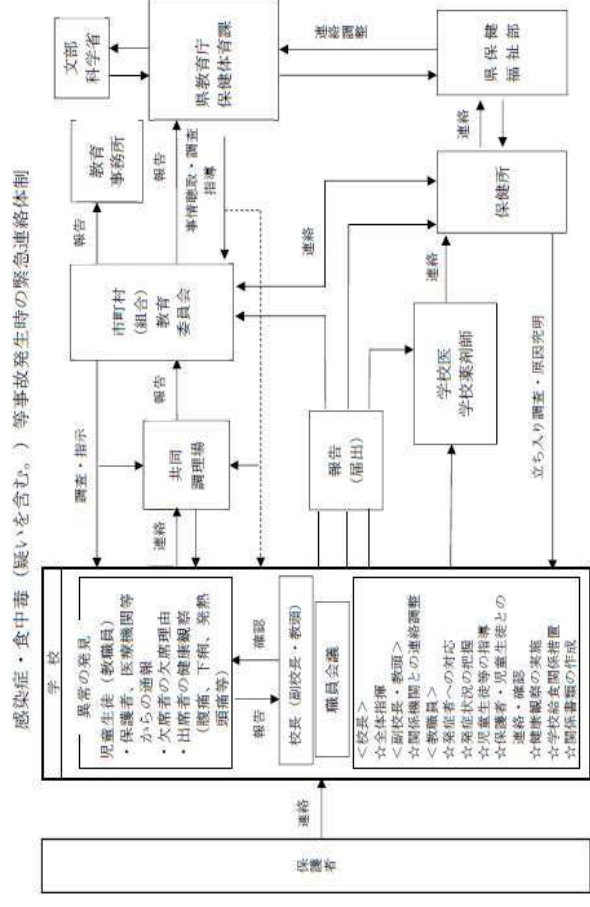 感染症・食中毒（疑いを含む。）等事故発生時の緊急連絡体制
保護者
連絡
学校
異常の発見
児童生徒（教職員）
・保護者、医療機関等
からの通報
・欠席者の欠席理由
・出席者の健康観察
（腹痛、下痢、発熱
頭痛等）
報告
確認
校長（副校長・教頭）
職員会議
＜校長＞
☆全体指揮
＜副校長・教頭＞
☆関係機関との連絡調整
＜教職員＞
☆発症者への対応
☆発症状況の把握
☆児童生徒等の指導
☆保護者・児童生徒との
連絡・確認
☆健康観察の実施
☆学校給食関係措置
☆関係書類の作成
調査・指示
連絡
共同
調理場
報告
報告
（届出）
学校医
学校薬剤師
連絡
立ち入り調査・原因究明
市町村
（組合）
教育
委員会
報告
教育
事務所
報告
事情聴取・調査
指導
連絡
保健所
連絡
文部
科学省
県教育庁
保健体育課
連絡
調整
県保健
福祉部